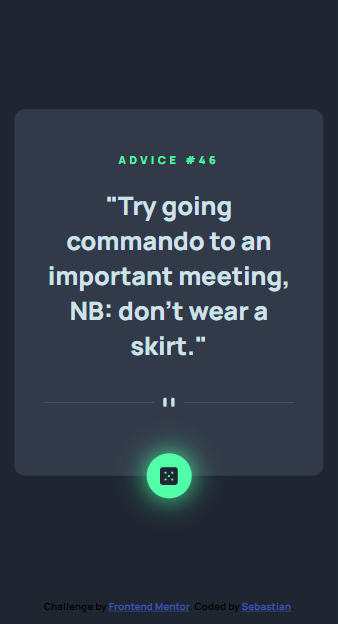 ADVICE #46
"Try going
commando to an
important meeting,
NB: don't wear a
skirt."
Challenge by Frontend Mentor. Coded by Sebastian.